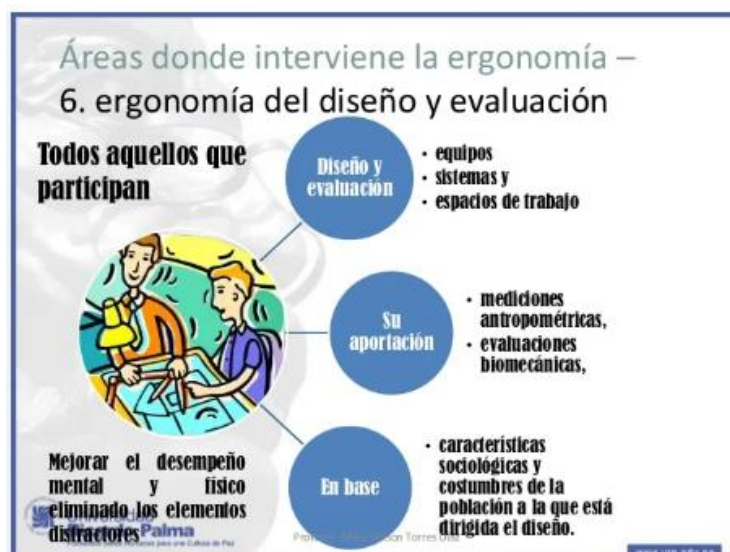 Áreas donde interviene la ergonomía –
6. ergonomía del diseño y evaluación
Todos aquellos que
participan
Diseño y
evaluación
• equipos
• sistemas y
• espacios de trabajo
Su
aportación
• mediciones
antropométricas,
• evaluaciones
biomecánicas,
En base
• características
sociológicas y
costumbres de la
población a la que está
dirigida el diseño.
Mejorar el desempeño
mental y físico
eliminado los elementos
distractores
Palma
Torres